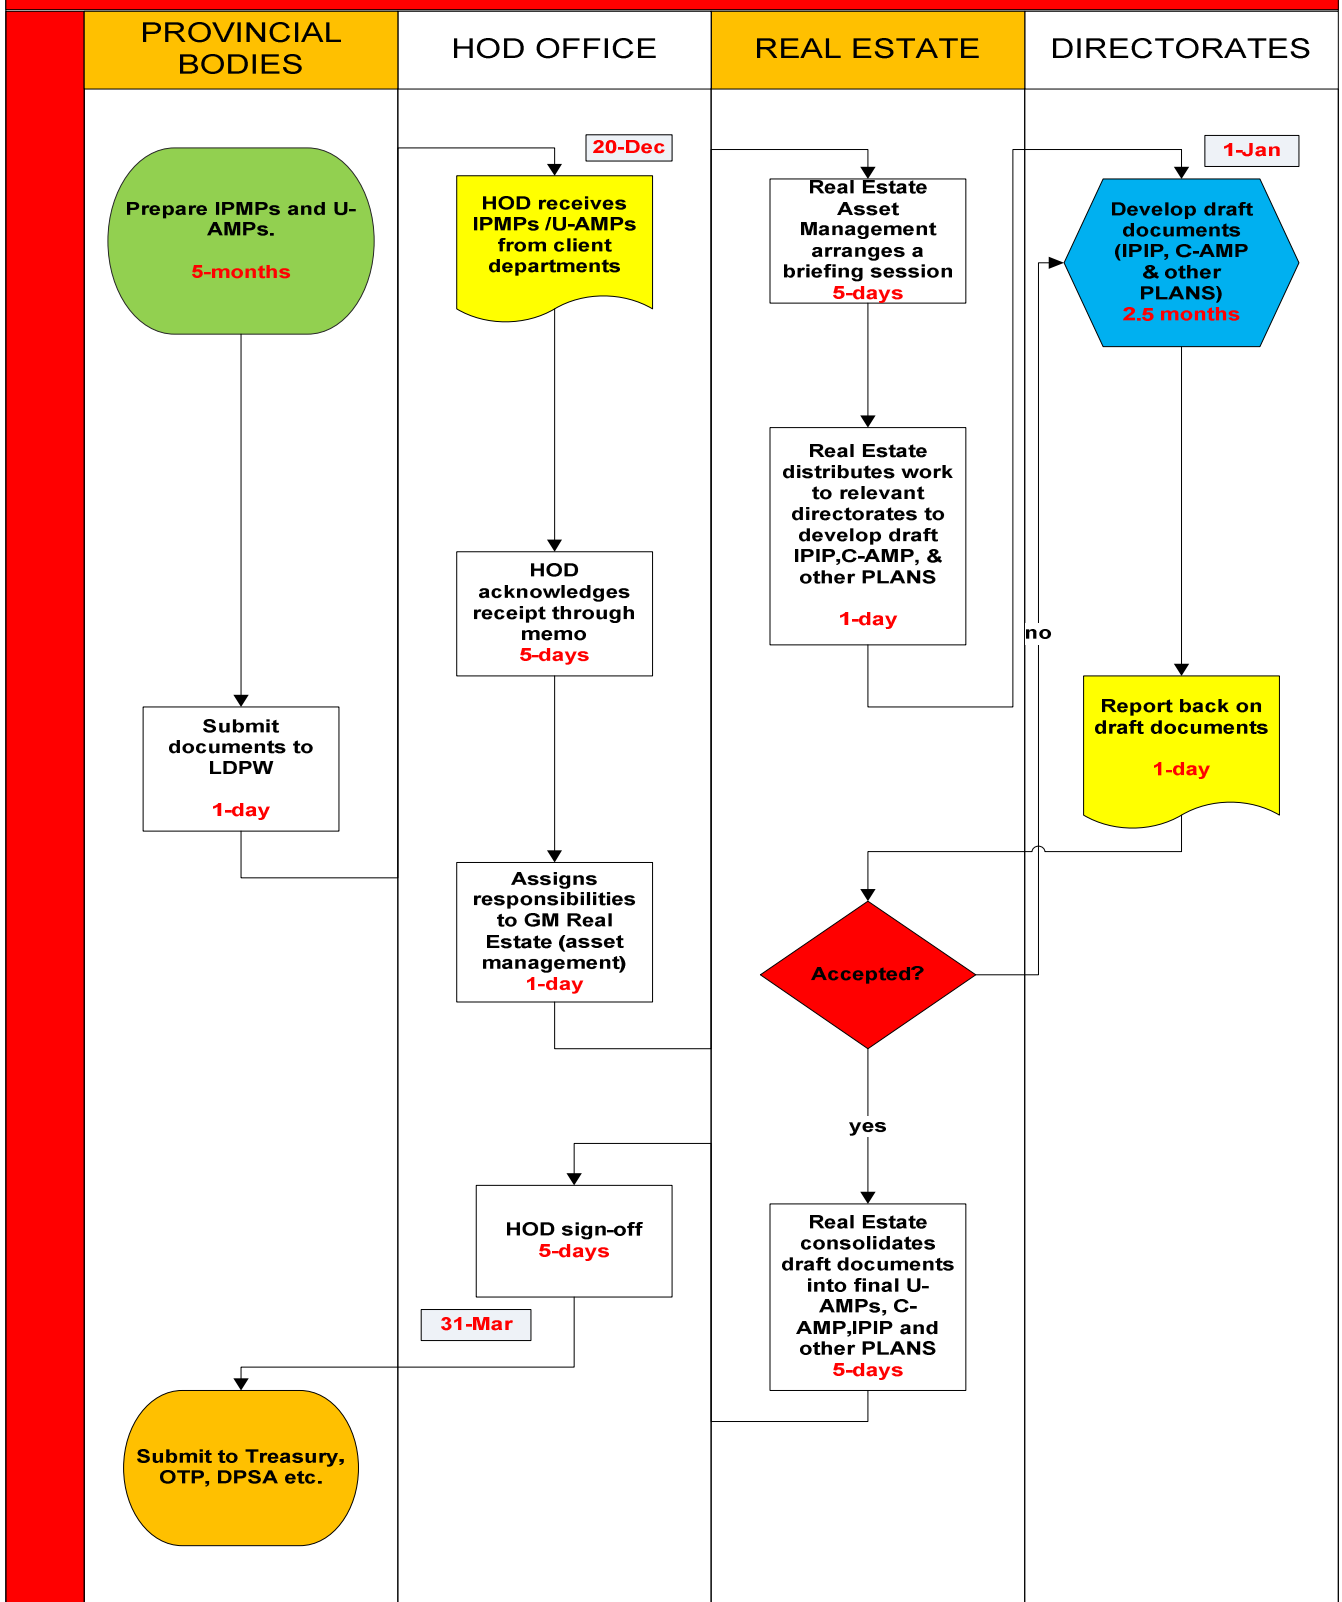 PROVINCIAL
BODIES
HOD OFFICE
REAL ESTATE
DIRECTORATES
Prepare IPMPs and U-
AMPs.
5-months
Submit
documents to
LDPW
1-day
20-Dec
HOD receives
IPMPs /U-AMPs
from client
departments
HOD
acknowledges
receipt through
memo
5-days
Assigns
responsibilities
to GM Real
Estate (asset
management)
1-day
Real Estate
Asset
Management
arranges a
briefing session
5-days
Real Estate
distributes work
to relevant
directorates to
develop draft
IPIP,C-AMP, &
other PLANS
1-day
1-Jan
Develop draft
documents
(IPIP, C-AMP
& other
PLANS)
2.5 months
no
Report back on
draft documents
1-day
Accepted?
yes
Real Estate
consolidates
draft documents
into final U-
AMPs, C-
AMP,IPIP and
other PLANS
5-days
HOD sign-off
5-days
31-Mar
Submit to Treasury,
OTP, DPSA etc.